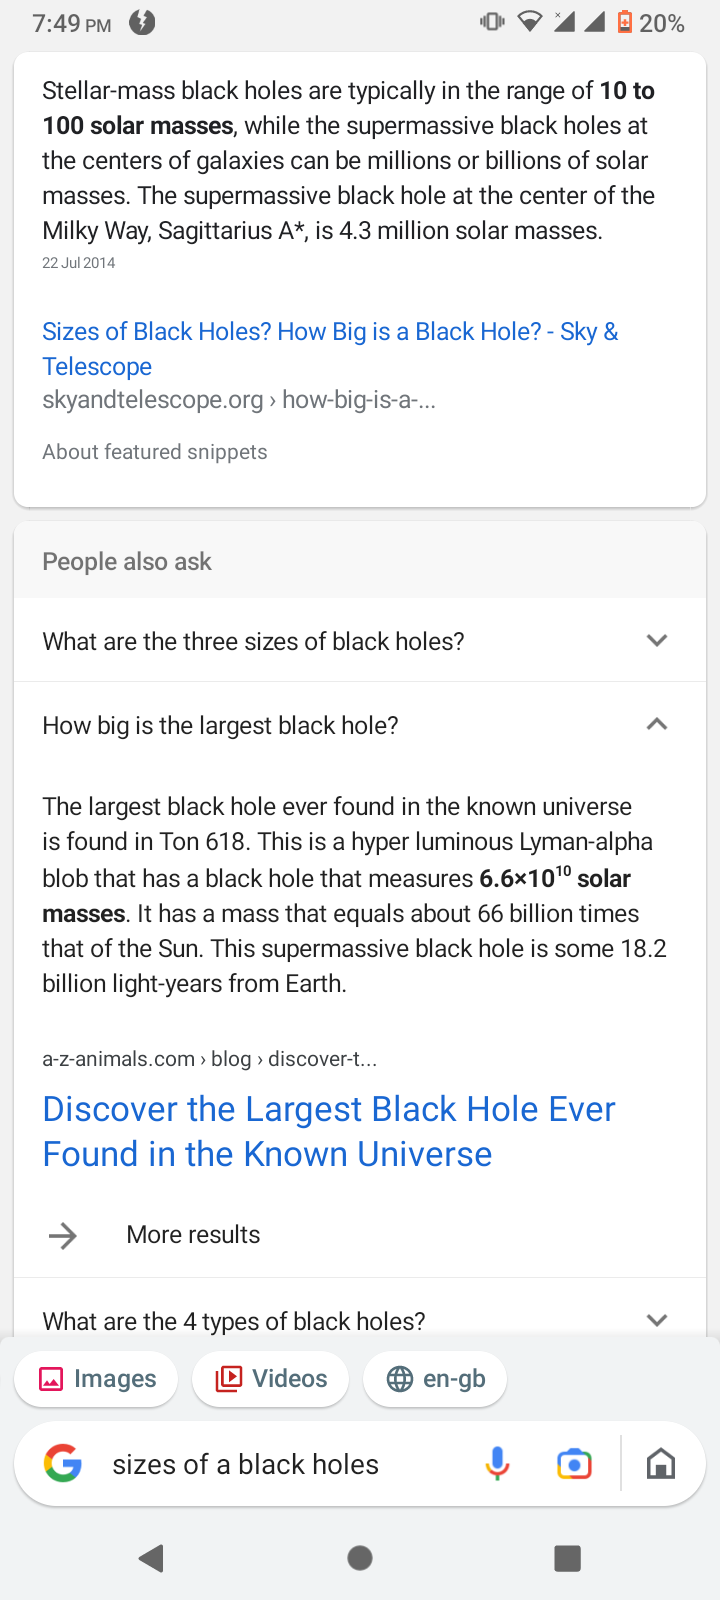 7:49 PM
20%
Stellar-mass black holes are typically in the range of 10 to
100 solar masses, while the supermassive black holes at
the centers of galaxies can be millions or billions of solar
masses. The supermassive black hole at the center of the
Milky Way, Sagittarius A*, is 4.3 million solar masses.
22 Jul 2014
Sizes of Black Holes? How Big is a Black Hole? - Sky &
Telescope
skyandtelescope.org › how-big-is-a-...
About featured snippets
People also ask
What are the three sizes of black holes?
How big is the largest black hole?
The largest black hole ever found in the known universe
is found in Ton 618. This is a hyper luminous Lyman-alpha
blob that has a black hole that measures 6.6×10¹⁰ solar
masses. It has a mass that equals about 66 billion times
that of the Sun. This supermassive black hole is some 18.2
billion light-years from Earth.
a-z-animals.com › blog › discover-t...
Discover the Largest Black Hole Ever
Found in the Known Universe
More results
What are the 4 types of black holes?
Images
Videos
en-gb
sizes of a black holes